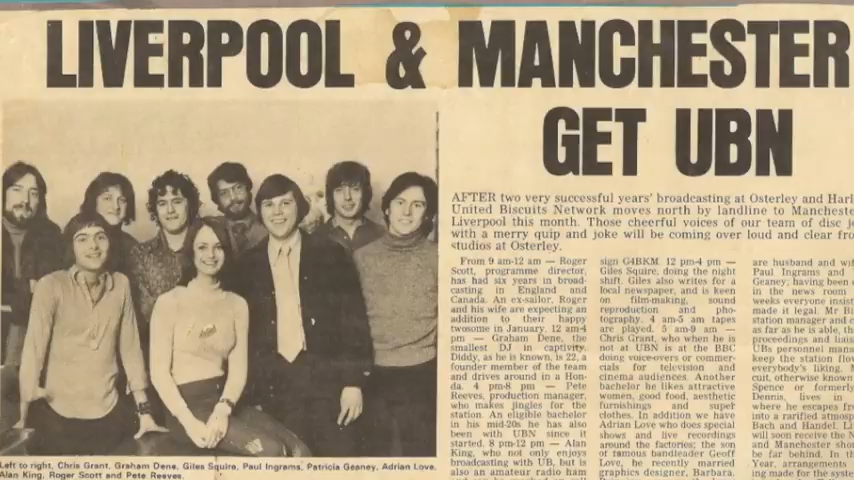 LIVERPOOL & MANCHESTER
GET UBN
AFTER two very successful years' broadcasting at Osterley and
United Biscuits Network moves north by landline to
Liverpool this month. Those cheerful voices of our team of disc
with a merry quip and joke will be coming over loud and clear
studios at Osterley.
From 9 am-12 am — Roger
Scott, programme director,
has had six years in broad-
casting in England and
Canada. An ex-sailor, Roger
and his wife are expecting an
addition to their happy
twosome in January. 12 am-4
pm — Graham Dene, the
smallest DJ in captivity.
Diddy, as he is known, is 22, a
founder member of the team
and drives around in a Hon-
da. 4 pm-8 pm — Pete
Reeves, production manager,
who makes jingles for the
station. An eligible bachelor
in his mid-20s he has also
been with UBN since it
started. 8 pm-12 pm — Alan
King, who not only enjoys
broadcasting with UB, but is
also an amateur radio ham
sign G4BKM. 12 pm-4 pm —
Giles Squire, doing the night
shift. Giles also writes for a
local newspaper, and is keen
on film-making, sound
reproduction and pho-
tography. 4 am-5 am tapes
are played. 5 am-9 am —
Chris Grant, who when he is
not at UBN is at the BBC
doing voice-overs or commer-
cials for television and
cinema audiences. Another
bachelor he likes attractive
women, good food, aesthetic
furnishings and super
clothes. In addition we have
Adrian Love who does special
shows and live recordings
around the factories; the son
of famous bandleader Geoff
Love, he recently married
graphics designer, Barbara.
are husband and
Paul Ingrams and
Geaney; having been
in the news room
weeks everyone
made it legal. Mr
station manager and
as far as he is able,
proceedings and
UBs personnel
keep the station
everybody's liking.
cuit, otherwise known
Spence or formerly
Dennis, lives in
where he escapes
into a rarified
Bach and Handel.
will soon receive the
and Manchester
be far behind. In
Year, arrangements
ing made for the
Left to right, Chris Grant, Graham Dene, Giles Squire, Paul Ingrams, Patricia Geaney, Adrian Love,
Alan King, Roger Scott and Pete Reeves.